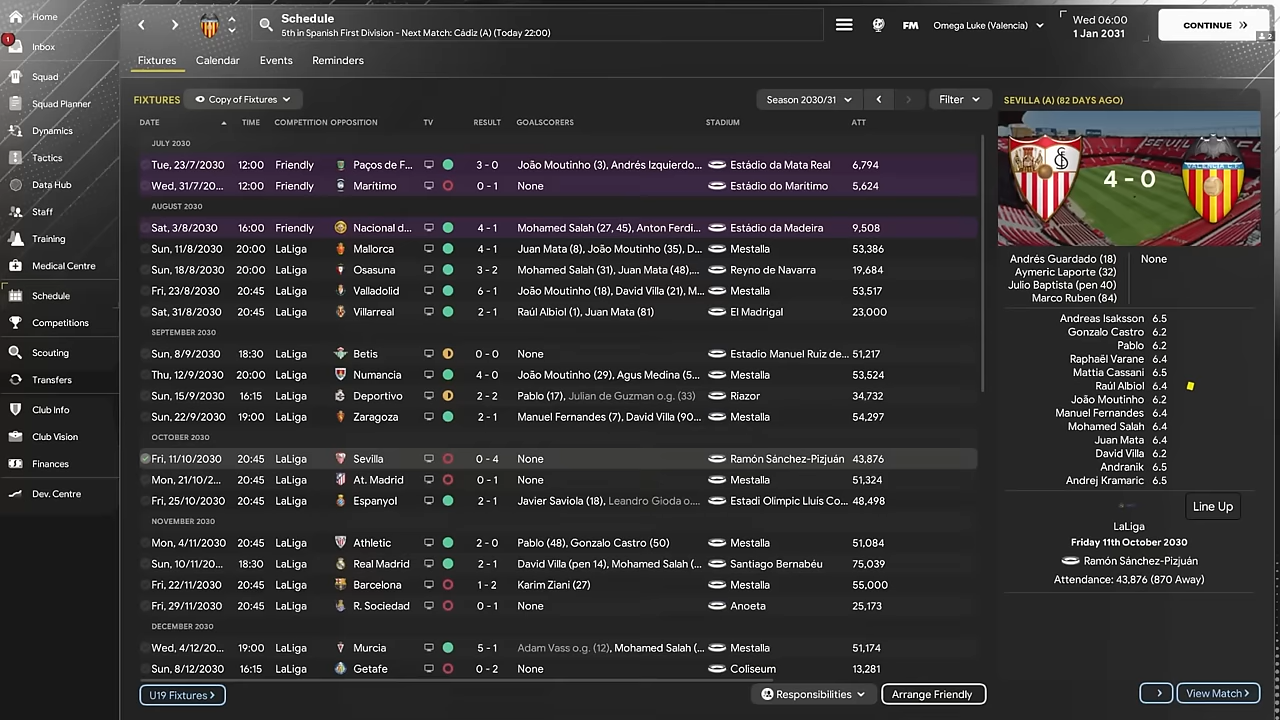 Home
1
Inbox
Squad
Squad Planner
Dynamics
Tactics
Data Hub
Staff
Training
Medical Centre
Schedule
Competitions
Scouting
Transfers
Club Info
Club Vision
Finances
Dev. Centre
Schedule
5th in Spanish First Division - Next Match: Cádiz (A) (Today 22:00)
FM
Omega Luke (Valencia)
Wed 06:00
1 Jan 2031
CONTINUE
2
Fixtures Calendar Events Reminders
FIXTURES Copy of Fixtures Season 2030/31 Filter
DATE TIME COMPETITION OPPOSITION TV RESULT GOALSCORERS STADIUM ATT
JULY 2030
Tue, 23/7/2030 12:00 Friendly Paços de F... 3 - 0 João Moutinho (3), Andrés Izquierdo... Estádio da Mata Real 6,794
Wed, 31/7/20... 12:00 Friendly Marítimo 0 - 1 None Estádio do Marítimo 5,624
AUGUST 2030
Sat, 3/8/2030 16:00 Friendly Nacional d... 4 - 1 Mohamed Salah (27, 45), Anton Ferdi... Estádio da Madeira 9,508
Sun, 11/8/2030 20:00 LaLiga Mallorca 4 - 1 Juan Mata (8), João Moutinho (35), D... Mestalla 53,386
Sun, 18/8/2030 20:00 LaLiga Osasuna 3 - 2 Mohamed Salah (31), Juan Mata (48),... Reyno de Navarra 19,684
Fri, 23/8/2030 20:45 LaLiga Valladolid 6 - 1 João Moutinho (18), David Villa (21), M... Mestalla 53,517
Sat, 31/8/2030 20:45 LaLiga Villarreal 2 - 1 Raúl Albiol (1), Juan Mata (81) El Madrigal 23,000
SEPTEMBER 2030
Sun, 8/9/2030 18:30 LaLiga Betis 0 - 0 None Estadio Manuel Ruiz de... 51,217
Thu, 12/9/2030 20:00 LaLiga Numancia 4 - 0 João Moutinho (29), Agus Medina (5... Mestalla 53,524
Sun, 15/9/2030 16:15 LaLiga Deportivo 2 - 2 Pablo (17), Julian de Guzman o.g. (33) Riazor 34,732
Sun, 22/9/2030 19:00 LaLiga Zaragoza 2 - 1 Manuel Fernandes (7), David Villa (90... Mestalla 54,297
OCTOBER 2030
Fri, 11/10/2030 20:45 LaLiga Sevilla 0 - 4 None Ramón Sánchez-Pizjuán 43,876
Mon, 21/10/2... 20:45 LaLiga At. Madrid 0 - 1 None Mestalla 51,324
Fri, 25/10/2030 20:45 LaLiga Espanyol 2 - 1 Javier Saviola (18), Leandro Gioda o.... Estadi Olímpic Lluís Co... 48,498
NOVEMBER 2030
Mon, 4/11/2030 20:45 LaLiga Athletic 2 - 0 Pablo (48), Gonzalo Castro (50) Mestalla 51,084
Sun, 10/11/2030 18:30 LaLiga Real Madrid 2 - 1 David Villa (pen 14), Mohamed Salah (... Santiago Bernabéu 75,039
Fri, 22/11/2030 20:45 LaLiga Barcelona 1 - 2 Karim Ziani (27) Mestalla 55,000
Fri, 29/11/2030 20:45 LaLiga R. Sociedad 0 - 1 None Anoeta 25,173
DECEMBER 2030
Wed, 4/12/20... 19:00 LaLiga Murcia 5 - 1 Adam Vass o.g. (12), Mohamed Salah (... Mestalla 51,174
Sun, 8/12/2030 16:15 LaLiga Getafe 0 - 2 None Coliseum 13,281
U19 Fixtures Responsibilities Arrange Friendly
SEVILLA (A) (82 DAYS AGO)
4 - 0
Andrés Guardado (18) None
Aymeric Laporte (32)
Julio Baptista (pen 40)
Marco Ruben (84)
Andreas Isaksson 6.5
Gonzalo Castro 6.2
Pablo 6.2
Raphaël Varane 6.4
Mattia Cassani 6.5
Raúl Albiol 6.4
João Moutinho 6.2
Manuel Fernandes 6.4
Mohamed Salah 6.4
Juan Mata 6.4
David Villa 6.2
Andranik 6.5
Andrej Kramaric 6.5
Line Up
LaLiga
Friday 11th October 2030
Ramón Sánchez-Pizjuán
Attendance: 43,876 (870 Away)
View Match